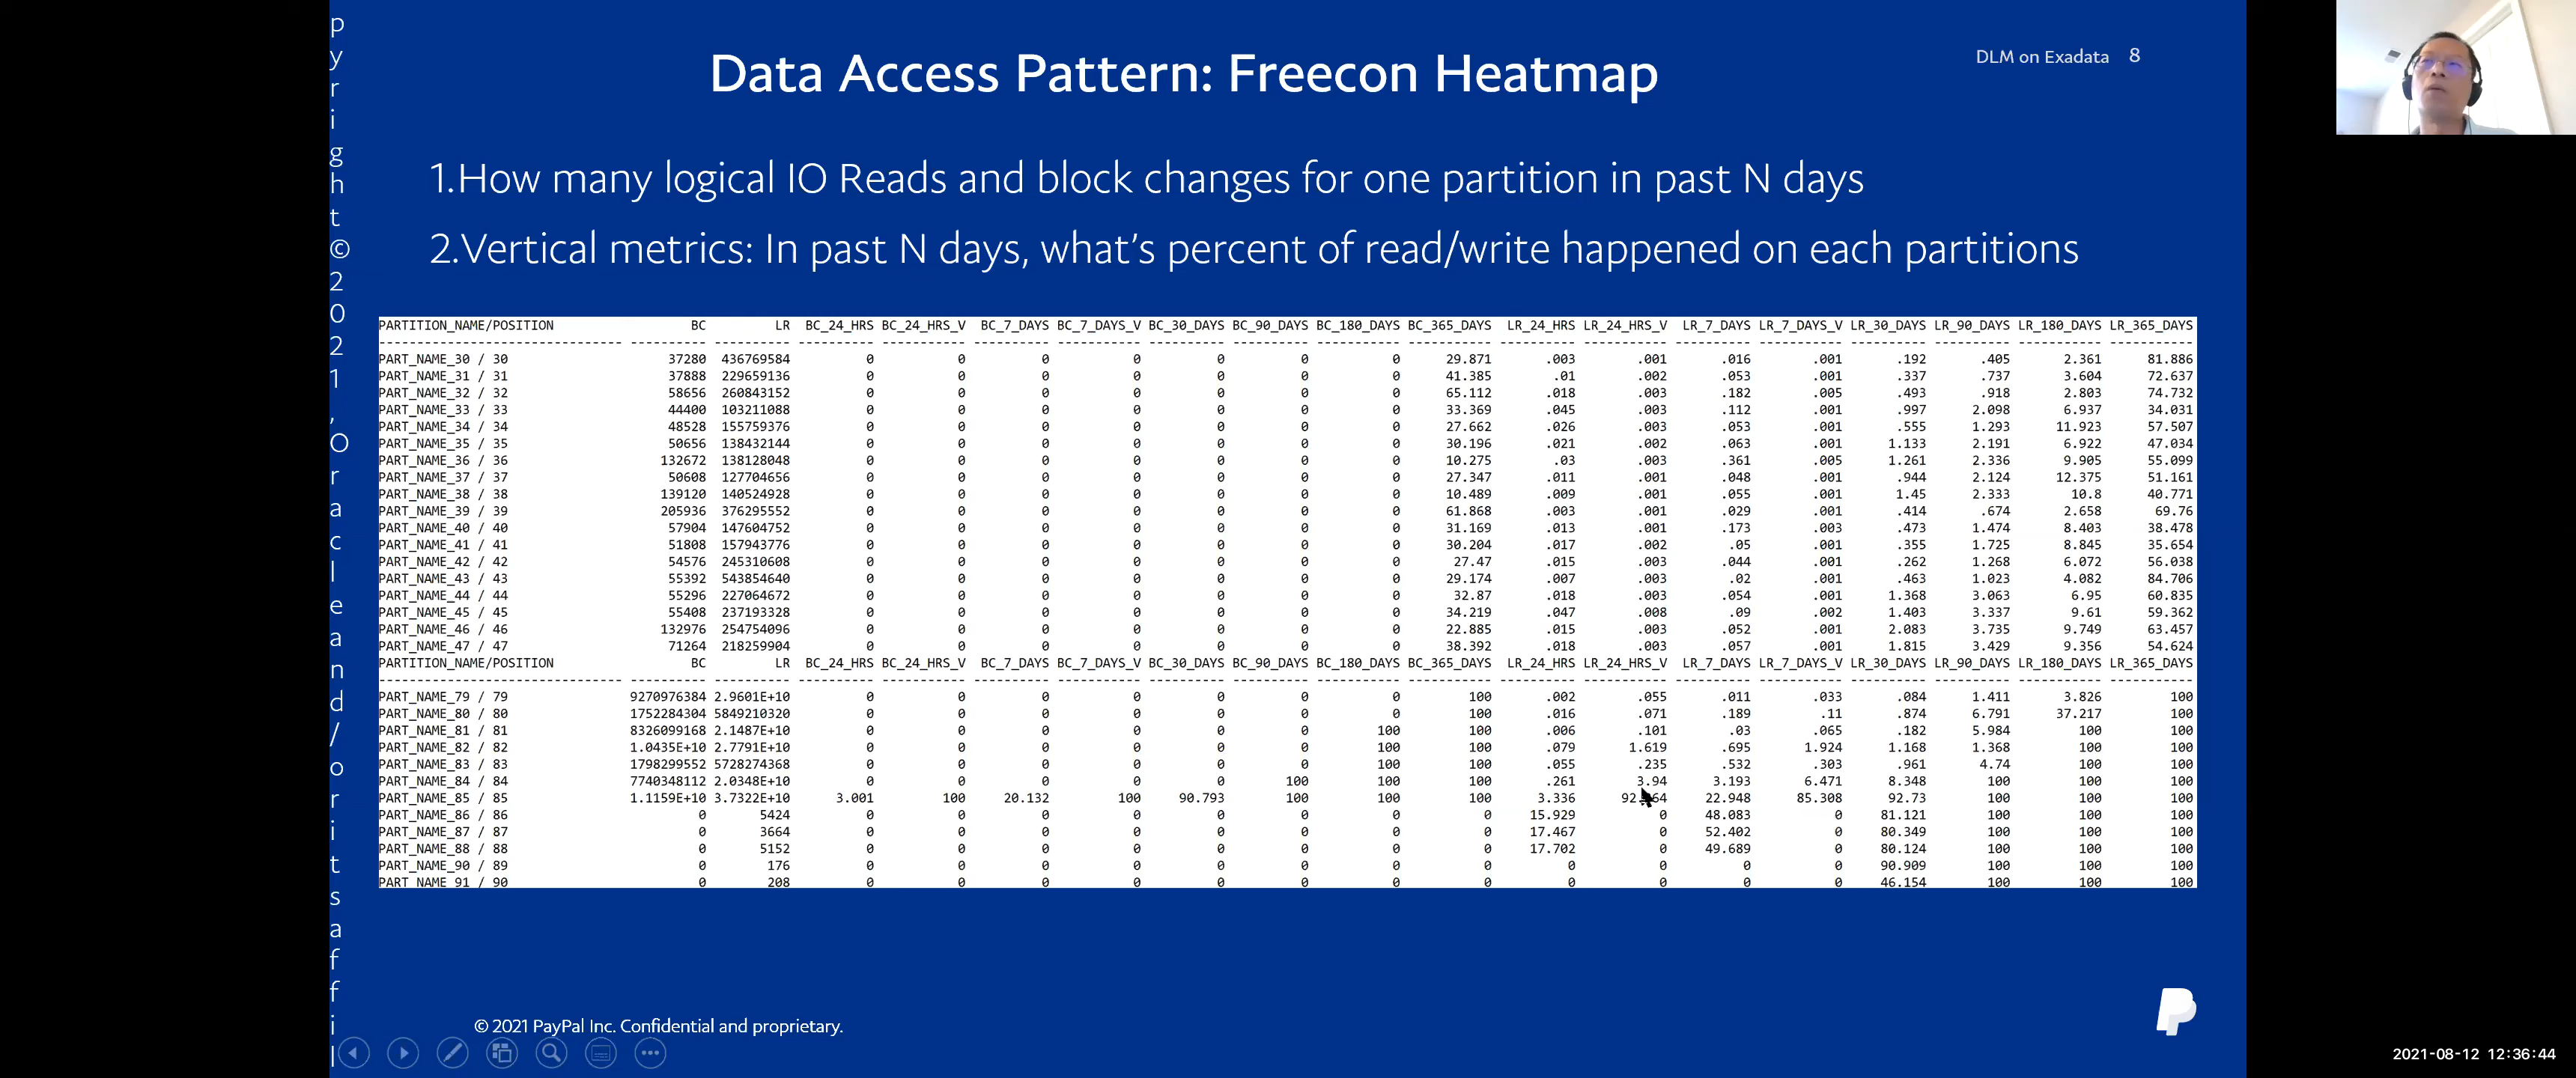 Data Access Pattern: Freecon Heatmap
DLM on Exadata 8
1.How many logical IO Reads and block changes for one partition in past N days
2.Vertical metrics: In past N days, what's percent of read/write happened on each partitions
PARTITION_NAME/POSITION BC LR BC_24_HRS BC_24_HRS_V BC_7_DAYS BC_7_DAYS_V BC_30_DAYS BC_90_DAYS BC_180_DAYS BC_365_DAYS LR_24_HRS LR_24_HRS_V LR_7_DAYS LR_7_DAYS_V LR_30_DAYS LR_90_DAYS LR_180_DAYS LR_365_DAYS
PART_NAME_30 / 30 37280 436769584 0 0 0 0 0 0 0 29.871 .003 .001 .016 .001 .192 .405 2.361 81.886
PART_NAME_31 / 31 37888 229659136 0 0 0 0 0 0 0 41.385 .01 .002 .053 .001 .337 .737 3.604 72.637
PART_NAME_32 / 32 58656 260843152 0 0 0 0 0 0 0 65.112 .018 .003 .182 .005 .493 .918 2.803 74.732
PART_NAME_33 / 33 44400 103211088 0 0 0 0 0 0 0 33.369 .045 .003 .112 .001 .997 2.098 6.937 34.031
PART_NAME_34 / 34 48528 155759376 0 0 0 0 0 0 0 27.662 .026 .003 .053 .001 .555 1.293 11.923 57.507
PART_NAME_35 / 35 50656 138432144 0 0 0 0 0 0 0 30.196 .021 .002 .063 .001 1.133 2.191 6.922 47.034
PART_NAME_36 / 36 132672 138128048 0 0 0 0 0 0 0 10.275 .03 .003 .361 .005 1.261 2.336 9.905 55.099
PART_NAME_37 / 37 50608 127704656 0 0 0 0 0 0 0 27.347 .011 .001 .048 .001 .944 2.124 12.375 51.161
PART_NAME_38 / 38 139120 140524928 0 0 0 0 0 0 0 10.489 .009 .001 .055 .001 1.45 2.333 10.8 40.771
PART_NAME_39 / 39 205936 376295552 0 0 0 0 0 0 0 61.868 .003 .001 .029 .001 .414 .674 2.658 69.76
PART_NAME_40 / 40 57904 147604752 0 0 0 0 0 0 0 31.169 .013 .001 .173 .003 .473 1.474 8.403 38.478
PART_NAME_41 / 41 51808 157943776 0 0 0 0 0 0 0 30.204 .017 .002 .05 .001 .355 1.725 8.845 35.654
PART_NAME_42 / 42 54576 245310608 0 0 0 0 0 0 0 27.47 .015 .003 .044 .001 .262 1.268 6.072 56.038
PART_NAME_43 / 43 55392 543854640 0 0 0 0 0 0 0 29.174 .007 .003 .02 .001 .463 1.023 4.082 84.706
PART_NAME_44 / 44 55296 227064672 0 0 0 0 0 0 0 32.87 .018 .003 .054 .001 1.368 3.063 6.95 60.835
PART_NAME_45 / 45 55408 237193328 0 0 0 0 0 0 0 34.219 .047 .008 .09 .002 1.403 3.337 9.61 59.362
PART_NAME_46 / 46 132976 254754096 0 0 0 0 0 0 0 22.885 .015 .003 .052 .001 2.083 3.735 9.749 63.457
PART_NAME_47 / 47 71264 218259904 0 0 0 0 0 0 0 38.392 .018 .003 .057 .001 1.815 3.429 9.356 54.624
PARTITION_NAME/POSITION BC LR BC_24_HRS BC_24_HRS_V BC_7_DAYS BC_7_DAYS_V BC_30_DAYS BC_90_DAYS BC_180_DAYS BC_365_DAYS LR_24_HRS LR_24_HRS_V LR_7_DAYS LR_7_DAYS_V LR_30_DAYS LR_90_DAYS LR_180_DAYS LR_365_DAYS
PART_NAME_79 / 79 9270976384 2.9601E+10 0 0 0 0 0 0 0 100 .002 .055 .011 .033 .084 1.411 3.826 100
PART_NAME_80 / 80 1752284304 5849210320 0 0 0 0 0 0 0 100 .016 .071 .189 .11 .874 6.791 37.217 100
PART_NAME_81 / 81 8326099168 2.1487E+10 0 0 0 0 0 0 100 100 .006 .101 .03 .065 .182 5.984 100 100
PART_NAME_82 / 82 1.0435E+10 2.7791E+10 0 0 0 0 0 0 100 100 .079 1.619 .695 1.924 1.168 1.368 100 100
PART_NAME_83 / 83 1798299552 5728274368 0 0 0 0 0 0 100 100 .055 .235 .532 .303 .961 4.74 100 100
PART_NAME_84 / 84 7740348112 2.0348E+10 0 0 0 0 0 100 100 100 .261 3.94 3.193 6.471 8.348 100 100 100
PART_NAME_85 / 85 1.1159E+10 3.7322E+10 3.001 100 20.132 100 90.793 100 100 100 3.336 22.948 85.308 92.73 100 100 100
PART_NAME_86 / 86 0 5424 0 0 0 0 0 0 0 0 15.929 0 48.083 0 81.121 100 100 100
PART_NAME_87 / 87 0 3664 0 0 0 0 0 0 0 0 17.467 0 52.402 0 80.349 100 100 100
PART_NAME_88 / 88 0 5152 0 0 0 0 0 0 0 0 17.702 0 49.689 0 80.124 100 100 100
PART_NAME_90 / 89 0 176 0 0 0 0 0 0 0 0 0 0 0 0 90.909 100 100 100
PART_NAME_91 / 90 0 208 0 0 0 0 0 0 0 0 0 0 0 0 46.154 100 100 100
pyright © 2021, Oracle and/or its affil
© 2021 PayPal Inc. Confidential and proprietary.
2021-08-12 12:36:44